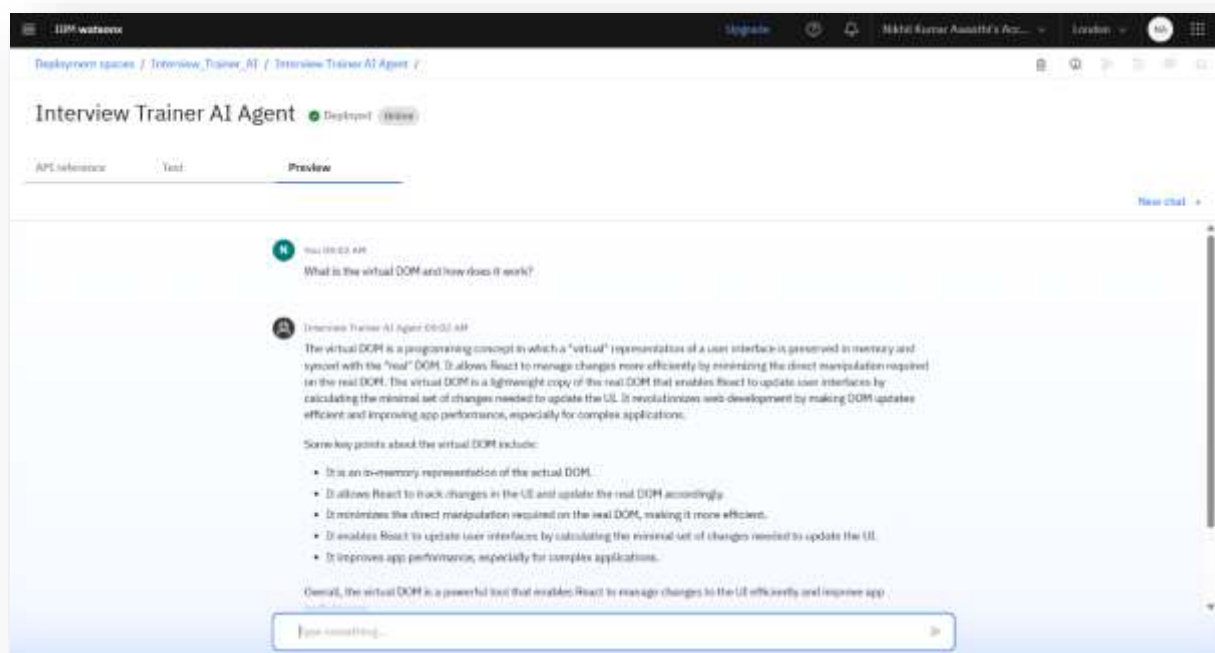 IBM watsonx
Upgrade
Nikhil Kumar Awasthi's Acc...
London
NA
Deployment spaces / Interview_Trainer_AI / Interview Trainer AI Agent /
Interview Trainer AI Agent
Deployed
Online
API reference
Test
Preview
New chat +
N
You 09:02 AM
What is the virtual DOM and how does it work?
Interview Trainer AI Agent 09:02 AM
The virtual DOM is a programming concept in which a "virtual" representation of a user interface is preserved in memory and
synced with the "real" DOM. It allows React to manage changes more efficiently by minimizing the direct manipulation required
on the real DOM. The virtual DOM is a lightweight copy of the real DOM that enables React to update user interfaces by
calculating the minimal set of changes needed to update the UI. It revolutionizes web development by making DOM updates
efficient and improving app performance, especially for complex applications.
Some key points about the virtual DOM include:
• It is an in-memory representation of the actual DOM.
• It allows React to track changes in the UI and update the real DOM accordingly.
• It minimizes the direct manipulation required on the real DOM, making it more efficient.
• It enables React to update user interfaces by calculating the minimal set of changes needed to update the UI.
• It improves app performance, especially for complex applications.
Overall, the virtual DOM is a powerful tool that enables React to manage changes to the UI efficiently and improve app
Type something...